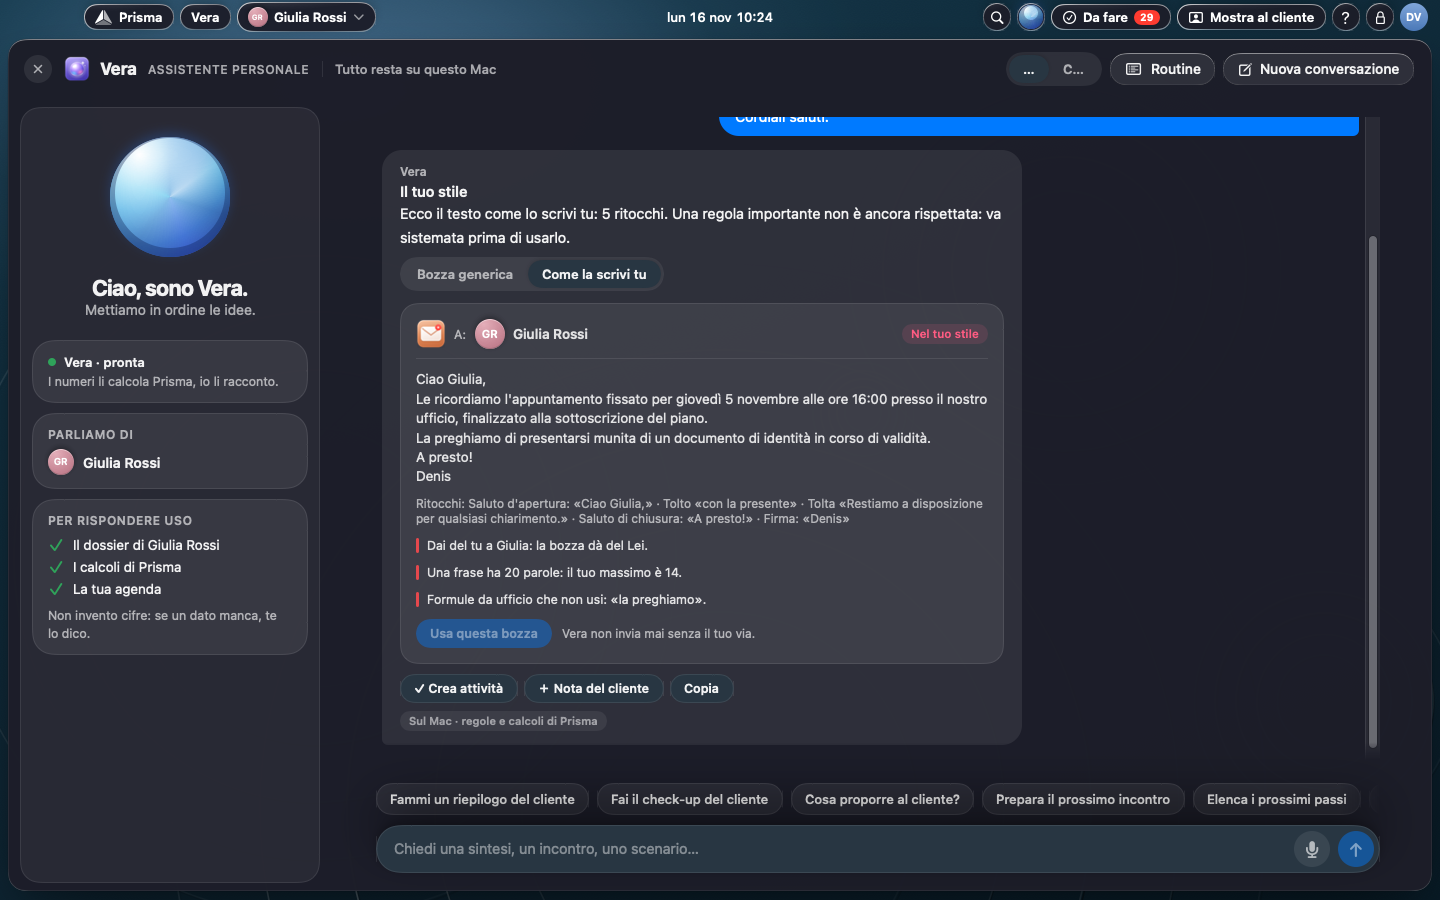 Prisma
Vera
GR Giulia Rossi
lun 16 nov 10:24
Da fare 29
Mostra al cliente
?
DV
Vera ASSISTENTE PERSONALE Tutto resta su questo Mac
... C...
Routine
Nuova conversazione
Ciao, sono Vera.
Mettiamo in ordine le idee.
Vera · pronta
I numeri li calcola Prisma, io li racconto.
PARLIAMO DI
GR Giulia Rossi
PER RISPONDERE USO
Il dossier di Giulia Rossi
I calcoli di Prisma
La tua agenda
Non invento cifre: se un dato manca, te
lo dico.
Cordiali saluti.
Vera
Il tuo stile
Ecco il testo come lo scrivi tu: 5 ritocchi. Una regola importante non è ancora rispettata: va
sistemata prima di usarlo.
Bozza generica
Come la scrivi tu
A: GR Giulia Rossi
Nel tuo stile
Ciao Giulia,
Le ricordiamo l'appuntamento fissato per giovedì 5 novembre alle ore 16:00 presso il nostro
ufficio, finalizzato alla sottoscrizione del piano.
La preghiamo di presentarsi munita di un documento di identità in corso di validità.
A presto!
Denis
Ritocchi: Saluto d'apertura: «Ciao Giulia,» · Tolto «con la presente» · Tolta «Restiamo a disposizione
per qualsiasi chiarimento.» · Saluto di chiusura: «A presto!» · Firma: «Denis»
Dai del tu a Giulia: la bozza dà del Lei.
Una frase ha 20 parole: il tuo massimo è 14.
Formule da ufficio che non usi: «la preghiamo».
Usa questa bozza
Vera non invia mai senza il tuo via.
Crea attività
+ Nota del cliente
Copia
Sul Mac · regole e calcoli di Prisma
Fammi un riepilogo del cliente
Fai il check-up del cliente
Cosa proporre al cliente?
Prepara il prossimo incontro
Elenca i prossimi passi
Chiedi una sintesi, un incontro, uno scenario...